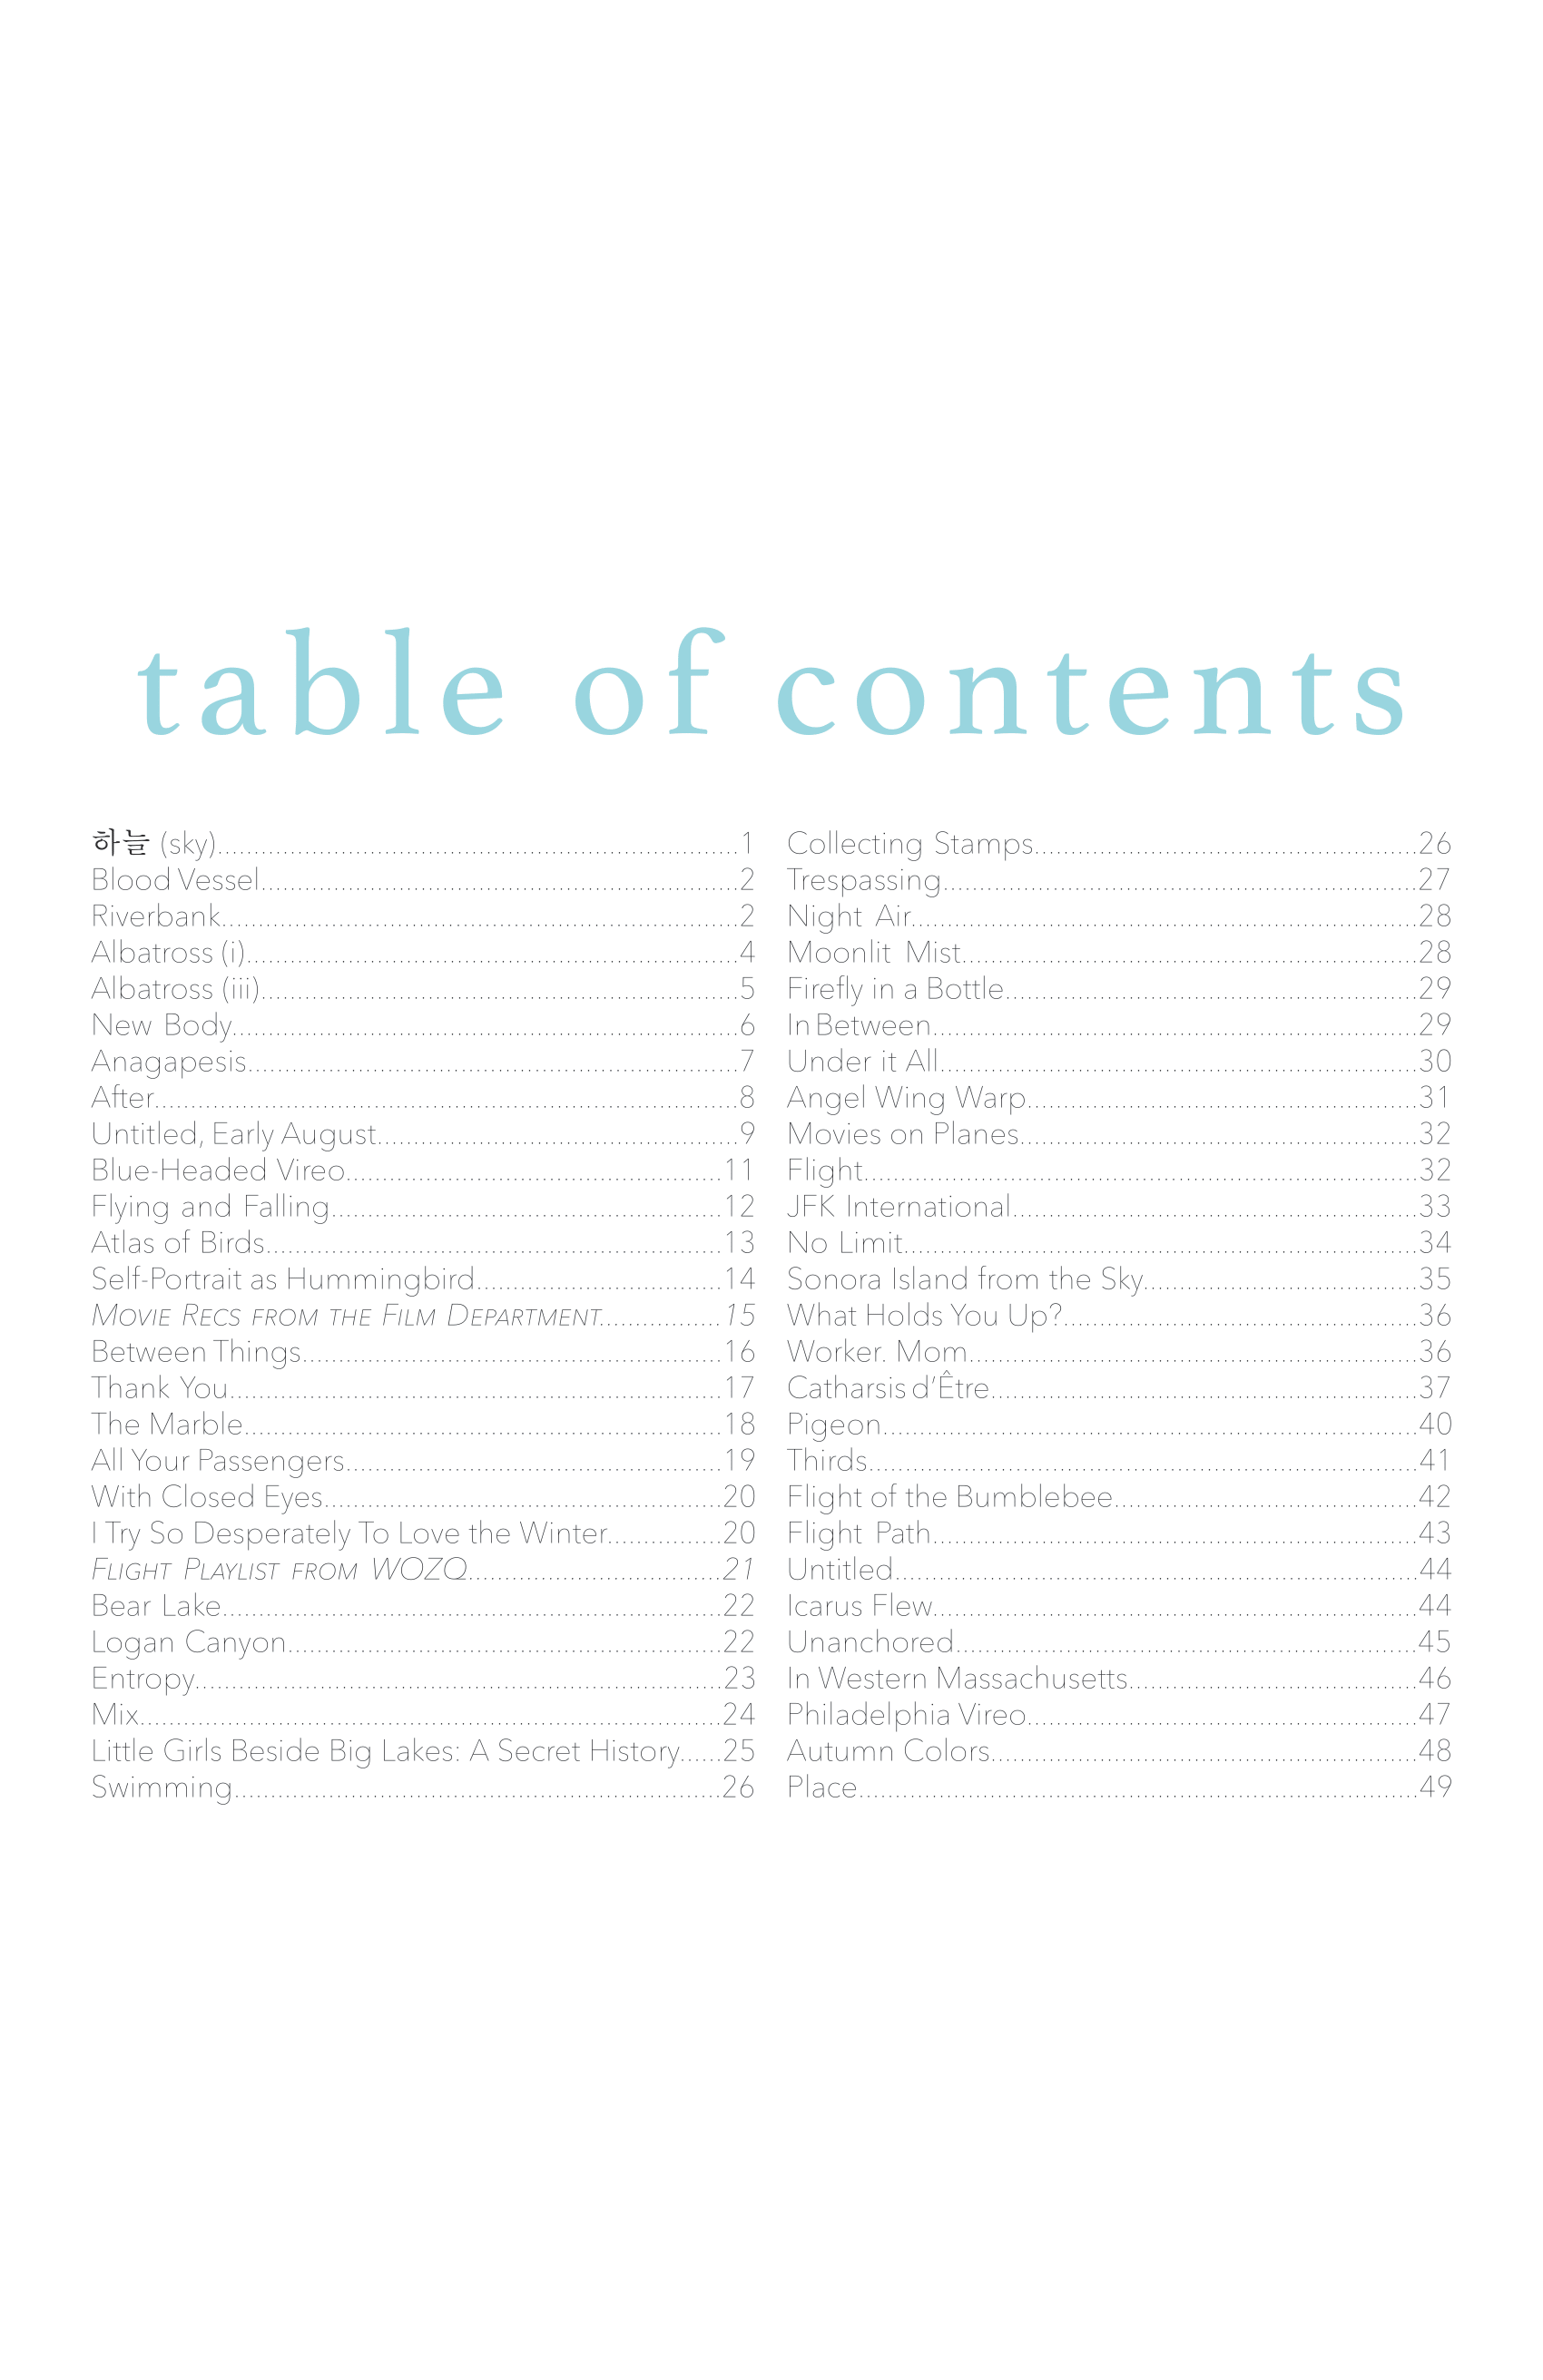 table of contents
하늘 (sky)........................................................................1
Blood Vessel..................................................................2
Riverbank.......................................................................2
Albatross (i)....................................................................4
Albatross (iii)..................................................................5
New Body......................................................................6
Anagapesis....................................................................7
After................................................................................8
Untitled, Early August..................................................9
Blue-Headed Vireo....................................................11
Flying and Falling......................................................12
Atlas of Birds...............................................................13
Self-Portrait as Hummingbird..................................14
Movie Recs from the Film Department.................15
Between Things..........................................................16
Thank You....................................................................17
The Marble..................................................................18
All Your Passengers....................................................19
With Closed Eyes.......................................................20
I Try So Desperately To Love the Winter................20
Flight Playlist from WOZQ...................................21
Bear Lake.....................................................................22
Logan Canyon............................................................22
Entropy.........................................................................23
Mix................................................................................24
Little Girls Beside Big Lakes: A Secret History......25
Swimming...................................................................26
Collecting Stamps.....................................................26
Trespassing.................................................................27
Night Air......................................................................28
Moonlit Mist...............................................................28
Firefly in a Bottle.........................................................29
In Between...................................................................29
Under it All..................................................................30
Angel Wing Warp......................................................31
Movies on Planes.......................................................32
Flight............................................................................32
JFK International........................................................33
No Limit.......................................................................34
Sonora Island from the Sky......................................35
What Holds You Up?.................................................36
Worker. Mom..............................................................36
Catharsis d’Être...........................................................37
Pigeon..........................................................................40
Thirds............................................................................41
Flight of the Bumblebee..........................................42
Flight Path...................................................................43
Untitled........................................................................44
Icarus Flew...................................................................44
Unanchored................................................................45
In Western Massachusetts........................................46
Philadelphia Vireo......................................................47
Autumn Colors...........................................................48
Place.............................................................................49